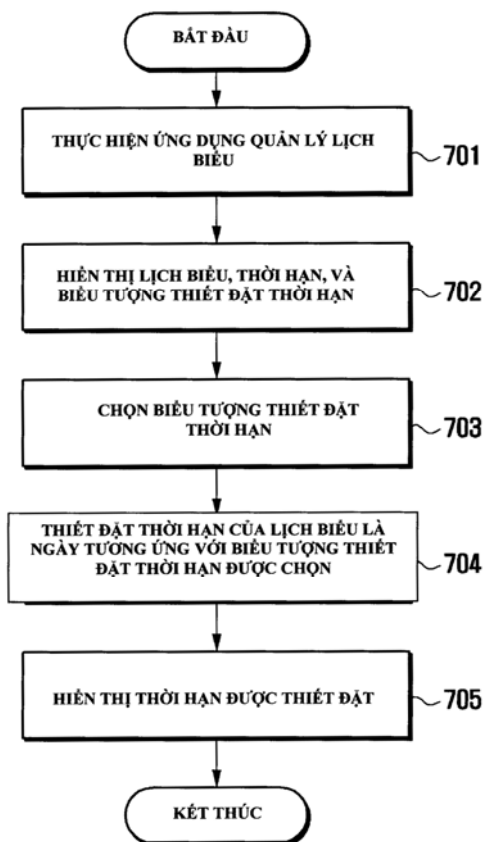 BẮT ĐẦU
THỰC HIỆN ỨNG DỤNG QUẢN LÝ LỊCH
BIỂU
701
HIỂN THỊ LỊCH BIỂU, THỜI HẠN, VÀ
BIỂU TƯỢNG THIẾT ĐẶT THỜI HẠN
702
CHỌN BIỂU TƯỢNG THIẾT ĐẶT
THỜI HẠN
703
THIẾT ĐẶT THỜI HẠN CỦA LỊCH BIỂU LÀ
NGÀY TƯƠNG ỨNG VỚI BIỂU TƯỢNG THIẾT
ĐẶT THỜI HẠN ĐƯỢC CHỌN
704
HIỂN THỊ THỜI HẠN ĐƯỢC THIẾT ĐẶT
705
KẾT THÚC